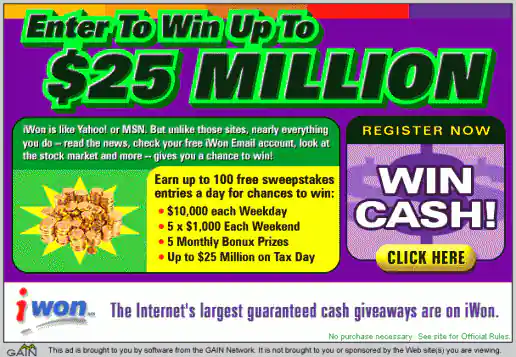 Enter To Win Up To
$25 MILLION
iWon is like Yahoo! or MSN. But unlike those sites, nearly everything
you do -- read the news, check your free iWon Email account, look at
the stock market and more -- gives you a chance to win!
Earn up to 100 free sweepstakes
entries a day for chances to win:
• $10,000 each Weekday
• 5 x $1,000 Each Weekend
• 5 Monthly Bonus Prizes
• Up to $25 Million on Tax Day
REGISTER NOW
WIN
CASH!
CLICK HERE
iwon
The Internet's largest guaranteed cash giveaways are on iWon.
No purchase necessary. See site for Official Rules.
GAIN
This ad is brought to you by software from the GAIN Network. It is not brought to you or sponsored by the Web site(s) you are viewing.